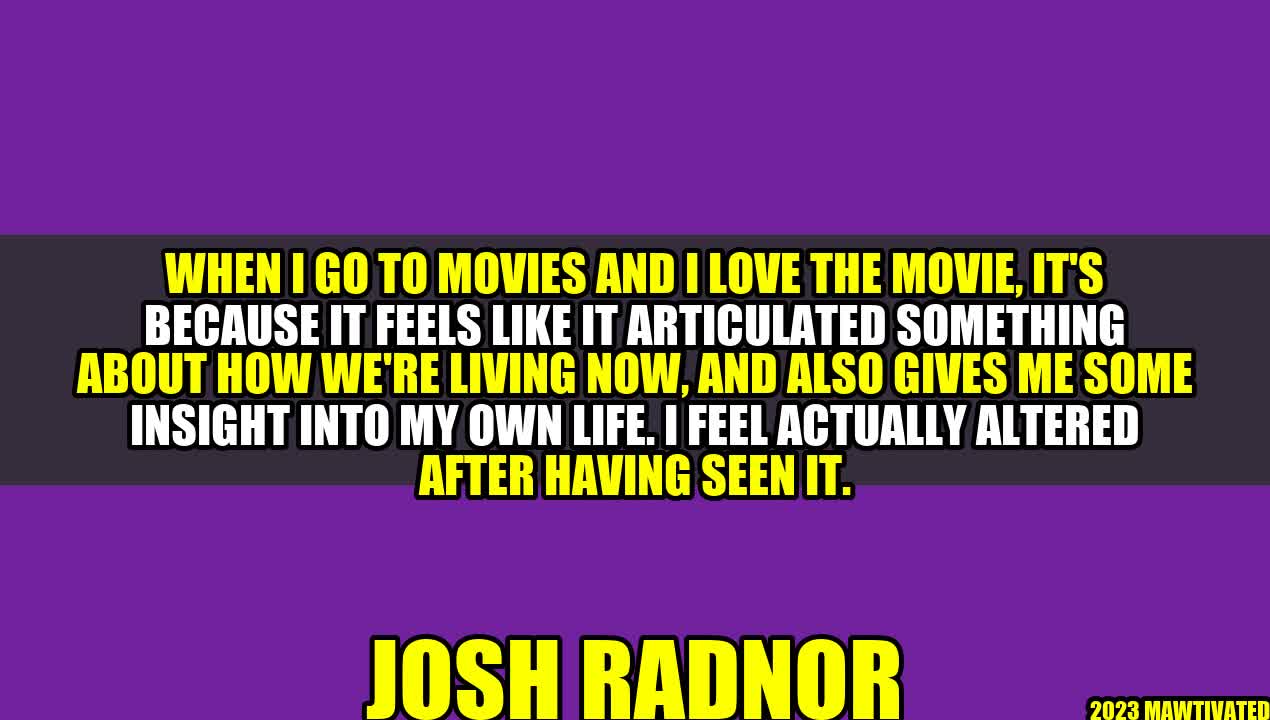 WHEN I GO TO MOVIES AND I LOVE THE MOVIE, IT'S
BECAUSE IT FEELS LIKE IT ARTICULATED SOMETHING
ABOUT HOW WE'RE LIVING NOW, AND ALSO GIVES ME SOME
INSIGHT INTO MY OWN LIFE. I FEEL ACTUALLY ALTERED
AFTER HAVING SEEN IT.
JOSH RADNOR
2023 MAWTIVATED